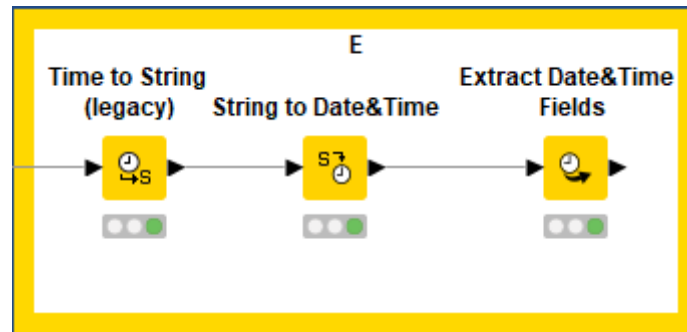 E
Time to String
(legacy)
String to Date&Time
Extract Date&Time
Fields
S
S